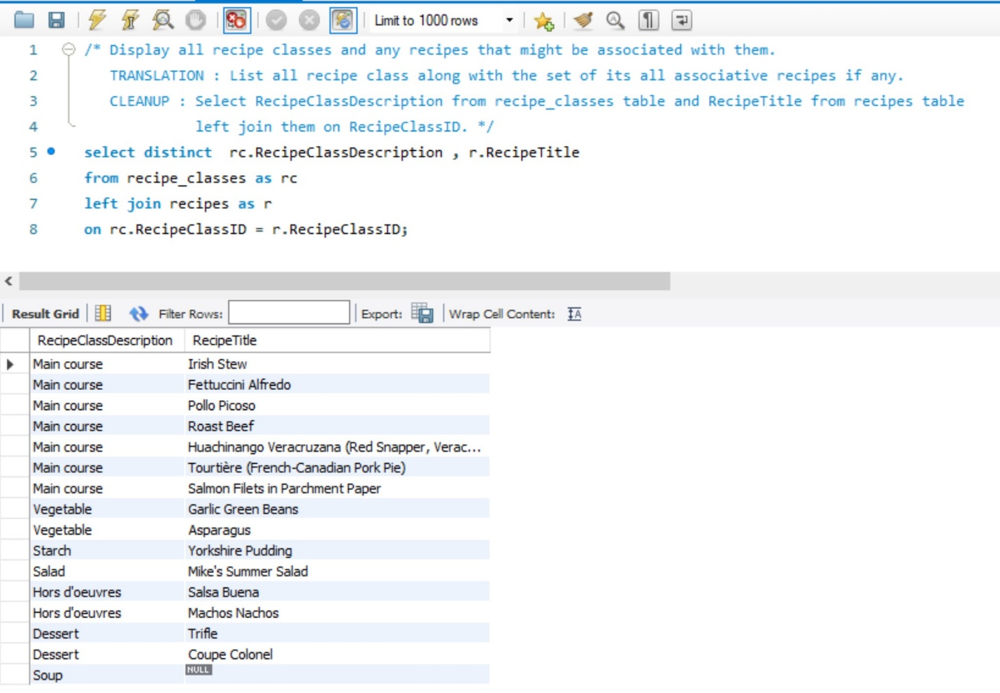 Limit to 1000 rows
1 /* Display all recipe classes and any recipes that might be associated with them.
2 TRANSLATION : List all recipe class along with the set of its all associative recipes if any.
3 CLEANUP : Select RecipeClassDescription from recipe_classes table and RecipeTitle from recipes table
4 left join them on RecipeClassID. */
5 select distinct rc.RecipeClassDescription , r.RecipeTitle
6 from recipe_classes as rc
7 left join recipes as r
8 on rc.RecipeClassID = r.RecipeClassID;
Result Grid Filter Rows: Export: Wrap Cell Content:
RecipeClassDescription RecipeTitle
Main course Irish Stew
Main course Fettuccini Alfredo
Main course Pollo Picoso
Main course Roast Beef
Main course Huachinango Veracruzana (Red Snapper, Verac...
Main course Tourtière (French-Canadian Pork Pie)
Main course Salmon Filets in Parchment Paper
Vegetable Garlic Green Beans
Vegetable Asparagus
Starch Yorkshire Pudding
Salad Mike's Summer Salad
Hors d'oeuvres Salsa Buena
Hors d'oeuvres Machos Nachos
Dessert Trifle
Dessert Coupe Colonel
Soup NULL